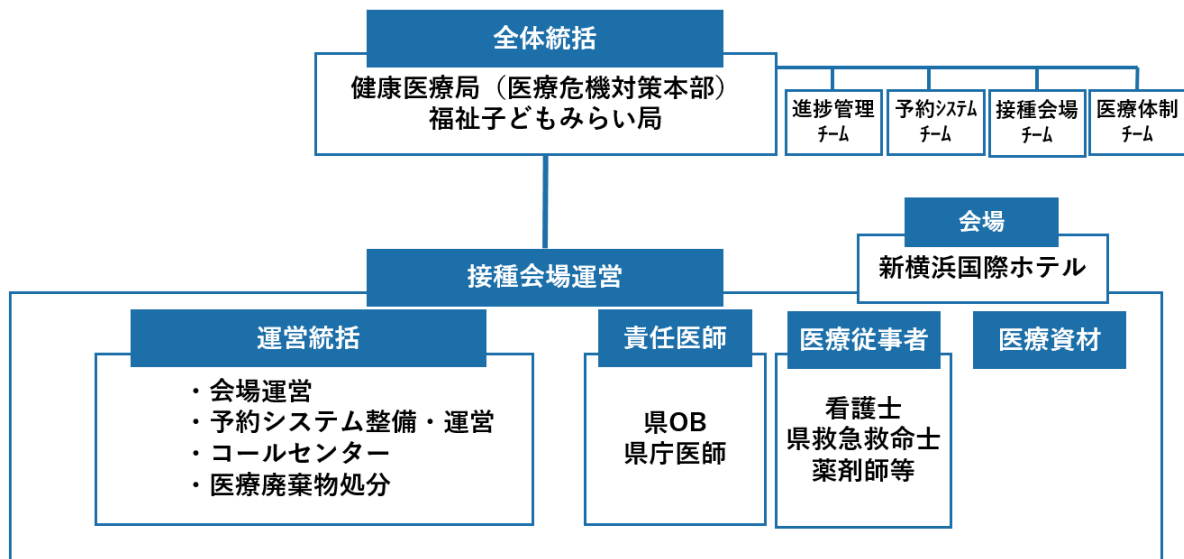 全体統括
健康医療局（医療危機対策本部）
福祉子どもみらい局
進捗管理
ﾁｰﾑ
予約ｼｽﾃﾑ
ﾁｰﾑ
接種会場
ﾁｰﾑ
医療体制
ﾁｰﾑ
会場
新横浜国際ホテル
接種会場運営
運営統括
・会場運営
・予約システム整備・運営
・コールセンター
・医療廃棄物処分
責任医師
県OB
県庁医師
医療従事者
看護士
県救急救命士
薬剤師等
医療資材